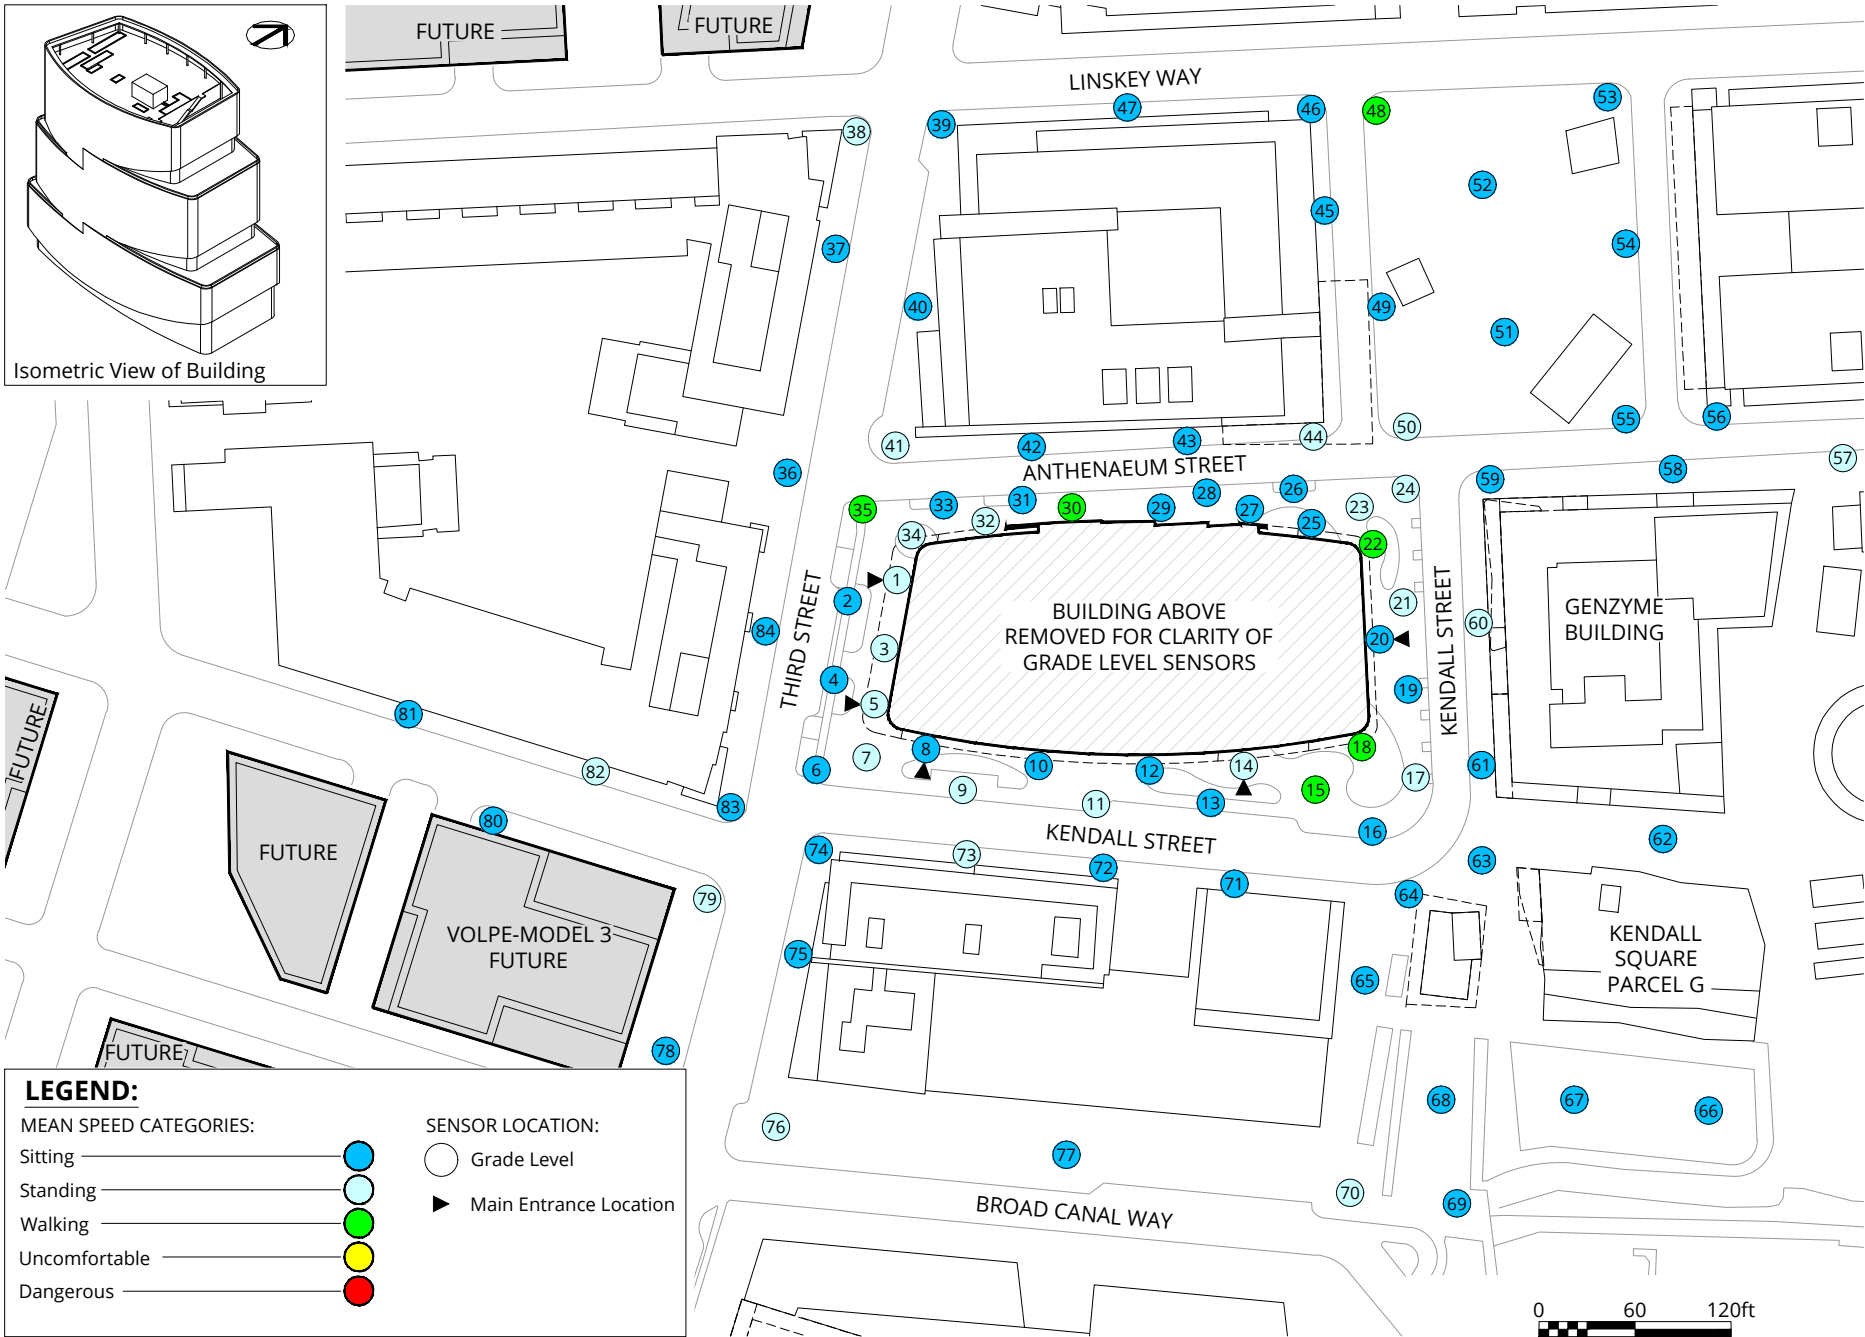 FUTURE
FUTURE
Isometric View of Building
LINSKEY WAY
38
39
47
46
48
53
52
45
37
54
40
49
51
41
42
43
44
50
55
56
57
36
ANTHENAEUM STREET
58
59
35
33
31
32
30
29
28
27
26
25
24
23
22
34
1
2
3
4
5
84
THIRD STREET
BUILDING ABOVE
REMOVED FOR CLARITY OF
GRADE LEVEL SENSORS
21
20
19
KENDALL STREET
60
GENZYME
BUILDING
61
FUTURE
81
82
83
6
7
8
9
10
11
12
13
14
15
16
17
18
80
FUTURE
VOLPE-MODEL 3
FUTURE
79
78
FUTURE
KENDALL STREET
74
73
72
71
64
63
62
75
65
KENDALL
SQUARE
PARCEL G
68
67
66
76
77
70
69
BROAD CANAL WAY
LEGEND:
MEAN SPEED CATEGORIES:
Sitting
Standing
Walking
Uncomfortable
Dangerous
SENSOR LOCATION:
Grade Level
Main Entrance Location
0 60 120ft